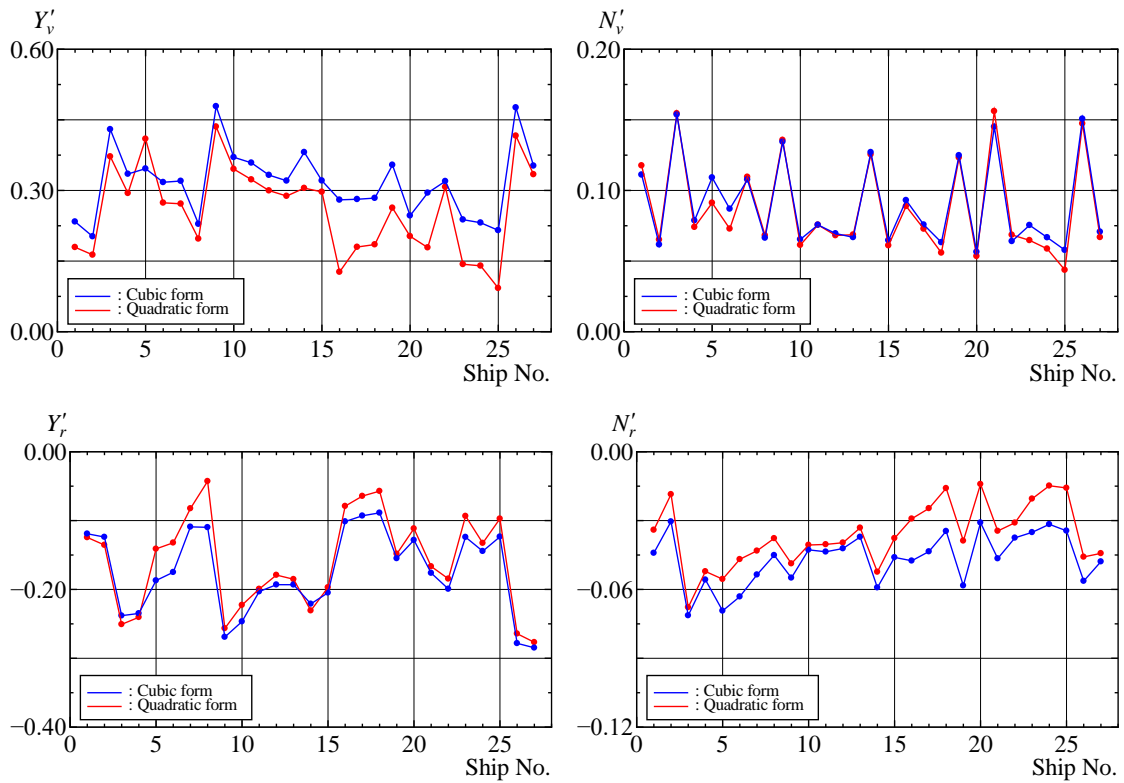 Y′v
0.60
0.30
0.00
: Cubic form
: Quadratic form
0 5 10 15 20 25
Ship No.
N′v
0.20
0.10
0.00
: Cubic form
: Quadratic form
0 5 10 15 20 25
Ship No.
Y′r
0.00
−0.20
−0.40
: Cubic form
: Quadratic form
0 5 10 15 20 25
Ship No.
N′r
0.00
−0.06
−0.12
: Cubic form
: Quadratic form
0 5 10 15 20 25
Ship No.